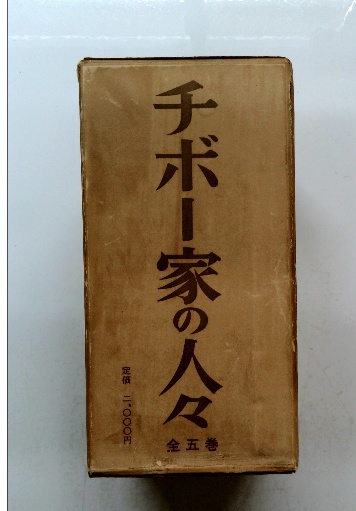 チボー家の人々
全五巻
定価 二、〇〇〇円